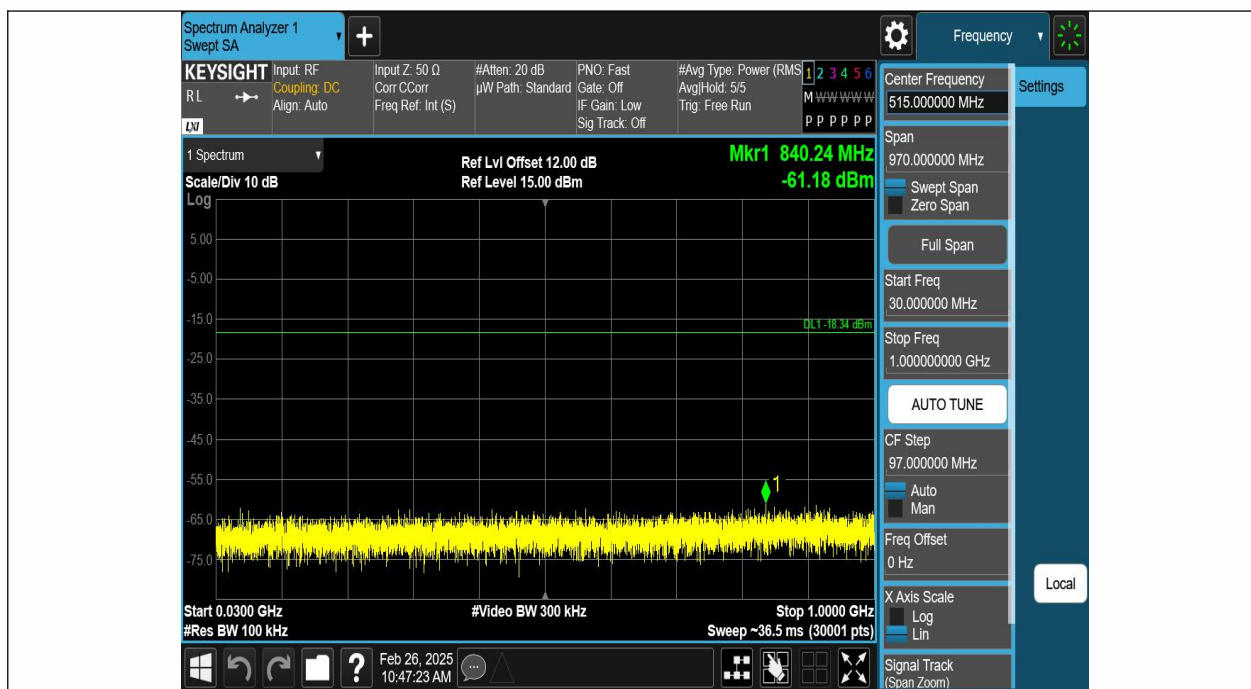 Spectrum Analyzer 1
Swept SA
+
Frequency
KEYSIGHT
R L
LXI
Input: RF
Coupling: DC
Align: Auto
Input Z: 50 Ω
Corr CCorr
Freq Ref: Int (S)
#Atten: 20 dB
µW Path: Standard
PNO: Fast
Gate: Off
IF Gain: Low
Sig Track: Off
#Avg Type: Power (RMS
Avg|Hold: 5/5
Trig: Free Run
1 2 3 4 5 6
M W W W W W
P P P P P P
1 Spectrum
Scale/Div 10 dB
Log
Ref Lvl Offset 12.00 dB
Ref Level 15.00 dBm
Mkr1 840.24 MHz
-61.18 dBm
5.00
-5.00
-15.0
DL1 -18.34 dBm
-25.0
-35.0
-45.0
-55.0
1
-65.0
-75.0
Start 0.0300 GHz
#Res BW 100 kHz
#Video BW 300 kHz
Stop 1.0000 GHz
Sweep ~36.5 ms (30001 pts)
?
Feb 26, 2025
10:47:23 AM
Center Frequency
515.000000 MHz
Span
970.000000 MHz
Swept Span
Zero Span
Full Span
Start Freq
30.000000 MHz
Stop Freq
1.000000000 GHz
AUTO TUNE
CF Step
97.000000 MHz
Auto
Man
Freq Offset
0 Hz
X Axis Scale
Log
Lin
Signal Track
(Span Zoom)
Settings
Local